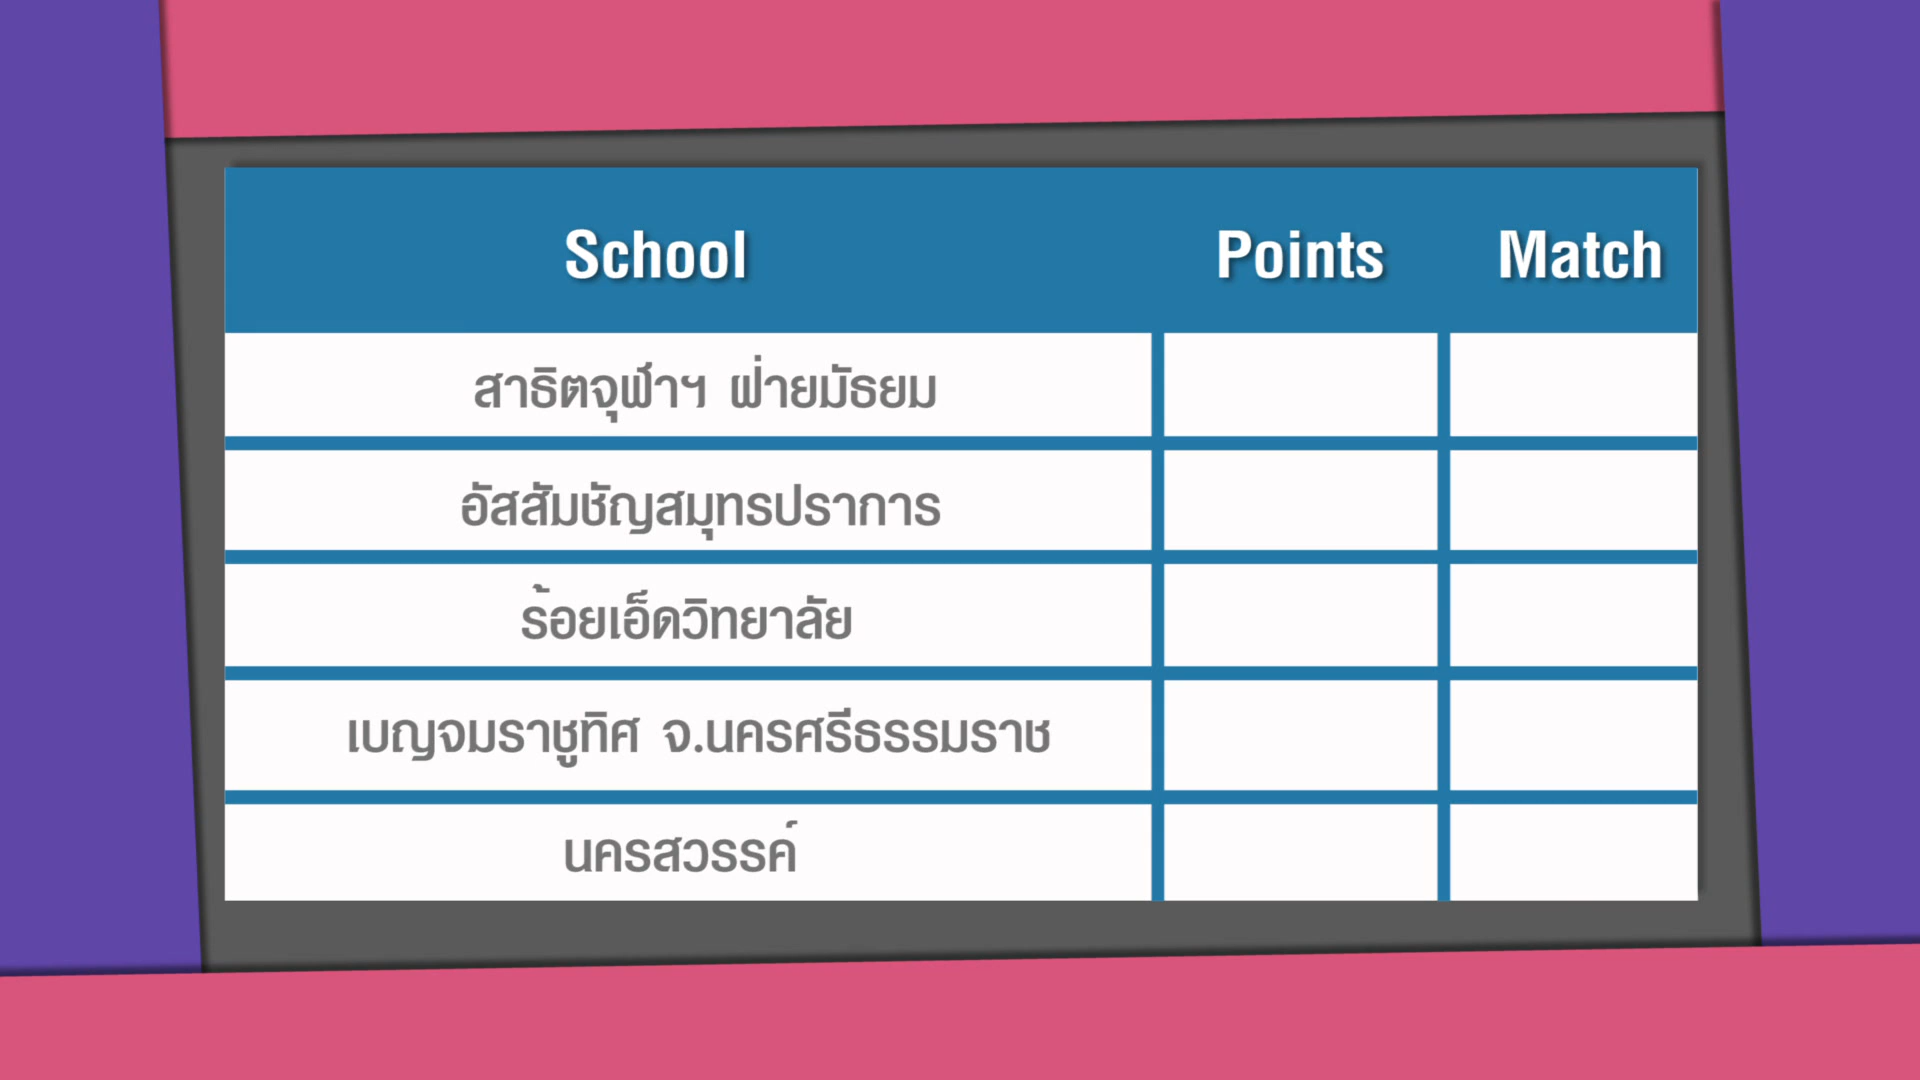 School Points Match
สาธิตจุฬาฯ ฝ่ายมัธยม
อัสสัมชัญสมุทรปราการ
ร้อยเอ็ดวิทยาลัย
เบญจมราชูทิศ จ.นครศรีธรรมราช
นครสวรรค์